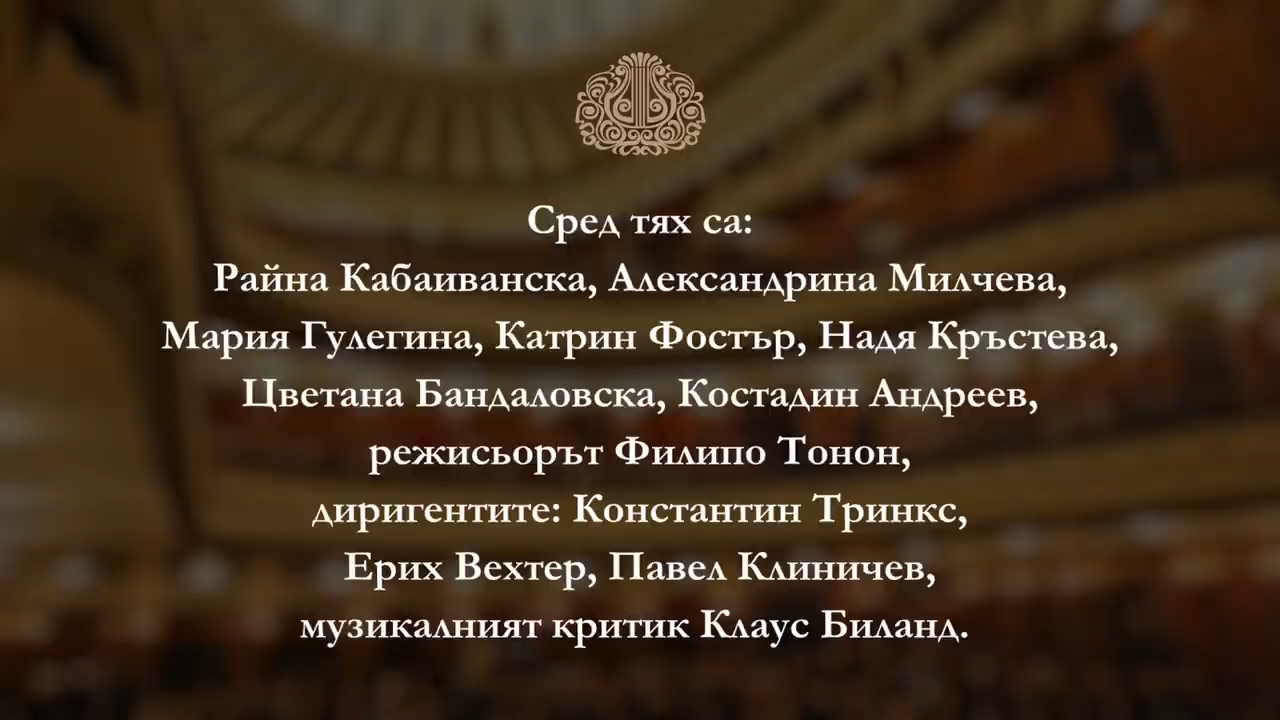 Сред тях са:
Райна Кабаиванска, Александрина Милчева,
Мария Гулегина, Катрин Фостър, Надя Кръстева,
Цветана Бандаловска, Костадин Андреев,
режисьорът Филипо Тонон,
диригентите: Константин Тринкс,
Ерих Вехтер, Павел Клиничев,
музикалният критик Клаус Биланд.